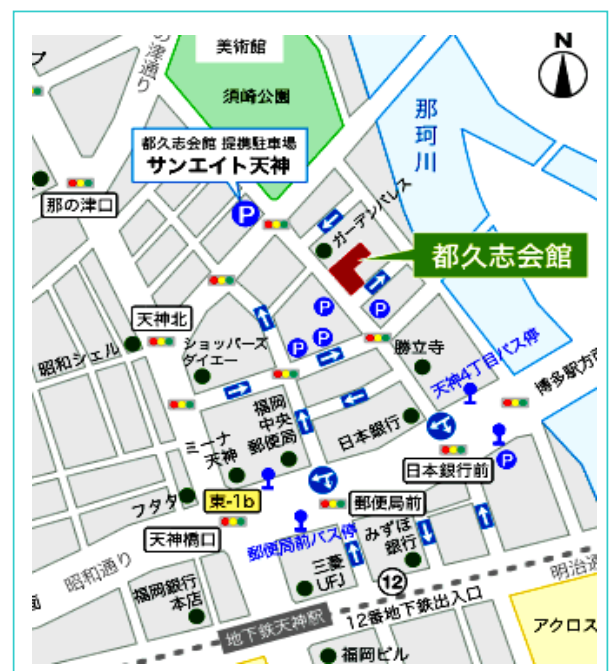 美術館
の津通り
プ
須崎公園
N
那珂川
都久志会館 提携駐車場
サンエイト天神
P
那の津口
ガーデンパレス
都久志会館
P
P
P
P
天神北
ショッパーズ
ダイエー
昭和シェル
勝立寺
天神4丁目バス停
博多駅方
福岡
中央
郵便局
日本銀行
ミーナ
天神
日本銀行前
P
フタタ
東-1b
郵便局前
天神橋口
郵便局前バス停
みずほ
銀行
昭和通り
三菱
UFJ
12
明治通
福岡銀行
本店
12番地下鉄出入口
地下鉄天神駅
アクロス
福岡ビル